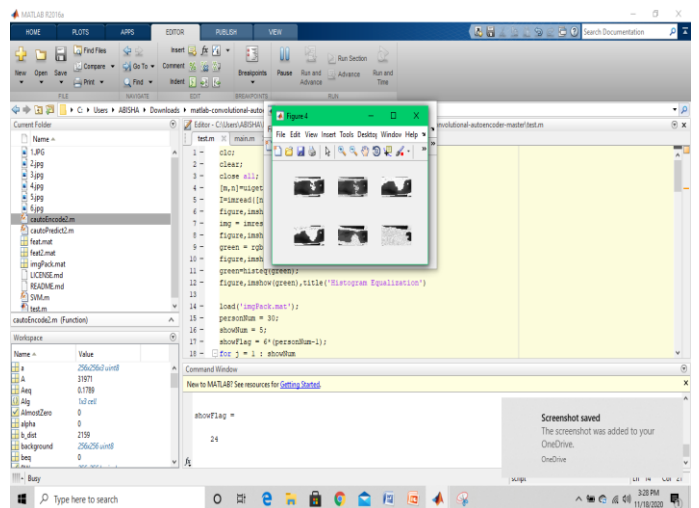 MATLAB R2016a
HOME PLOTS APPS EDITOR PUBLISH VIEW
Search Documentation
New Open Save Find Files Compare Print
Go To Find
Insert Comment Indent
Breakpoints Pause Run and Advance Run Section Advance Run and Time
FILE NAVIGATE EDIT BREAKPOINTS RUN
C: Users ABISHA Downloads matlab-convolutional-autoe
Current Folder
Name
1.JPG
2.jpg
3.jpg
4.jpg
5.jpg
6.jpg
cautoEncode2.m
cautoPredict2.m
feat.mat
feat2.mat
imgPack.mat
LICENSE.md
README.md
SVM.m
test.m
cautoEncode2.m (Function)
Workspace
Name Value
a 256x256x3 uint8
A 31971
Aeq 0.1789
Alg 1x3 cell
AlmostZero 0
alpha 0
b_dist 2159
background 256x256 uint8
beq 0
Busy
Editor - C:\Users\ABISHA\
nvolutional-autoencoder-master\test.m
test.m main.m
1 - clc;
2 - clear;
3 - close all;
4 - [m,n]=uiget
5 - I=imread([n
6 - figure,imsh
7 - img = imres
8 - figure,imsh
9 - green = rgb
10 - figure,imsh
11 - green=histeq(green);
12 - figure,imshow(green),title('Histogram Equalization')
13
14 - load('imgPack.mat');
15 - personNum = 30;
16 - showNum = 5;
17 - showFlag = 6*(personNum-1);
18 - for j = 1 : showNum
Figure 4
File Edit View Insert Tools Desktop Window Help
Command Window
New to MATLAB? See resources for Getting Started.
showFlag =
24
fx
Screenshot saved
The screenshot was added to your
OneDrive.
OneDrive
script Ln 14 Col 21
Type here to search
3:28 PM
11/18/2020